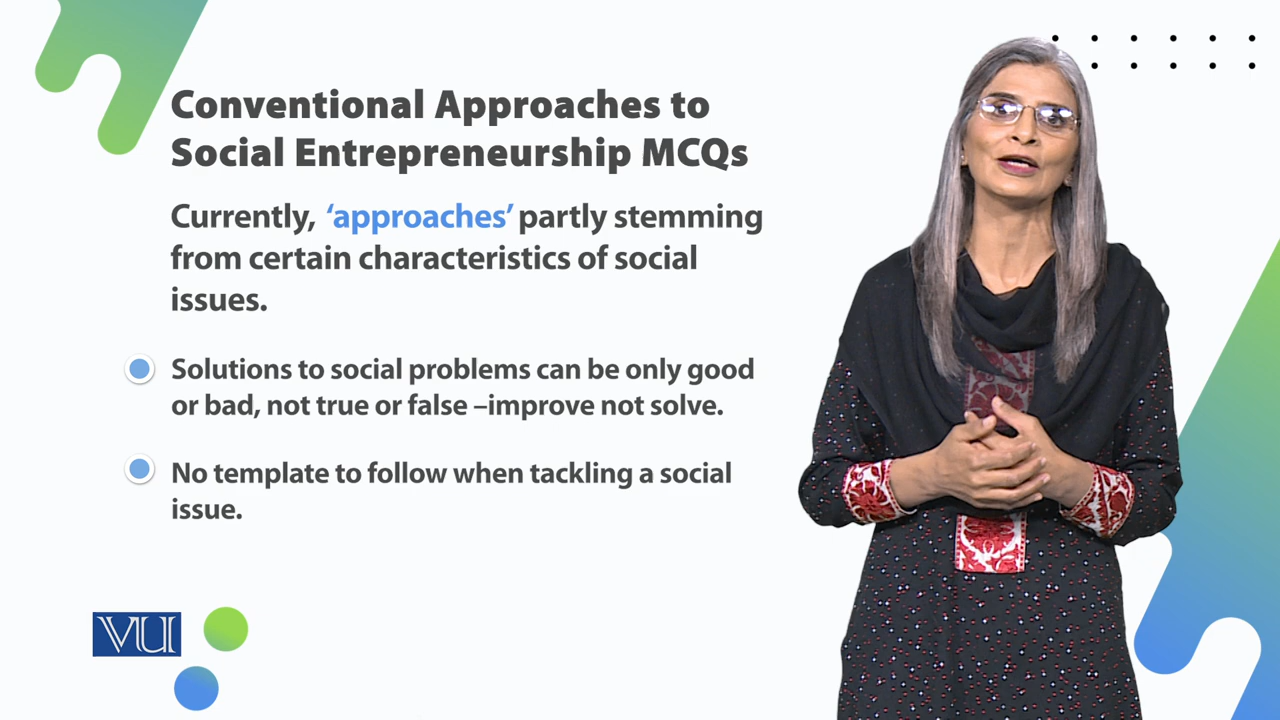 Conventional Approaches to
Social Entrepreneurship MCQs
Currently, ‘approaches’ partly stemming
from certain characteristics of social
issues.
Solutions to social problems can be only good
or bad, not true or false –improve not solve.
No template to follow when tackling a social
issue.
VU